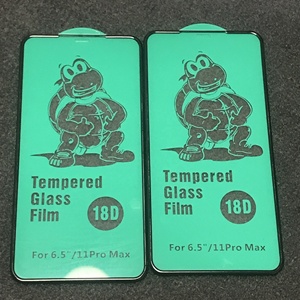 Tempered
Glass
Film 18D
For 6.5"/11Pro Max
Tempered
Glass
Film 18D
For 6.5"/11Pro Max